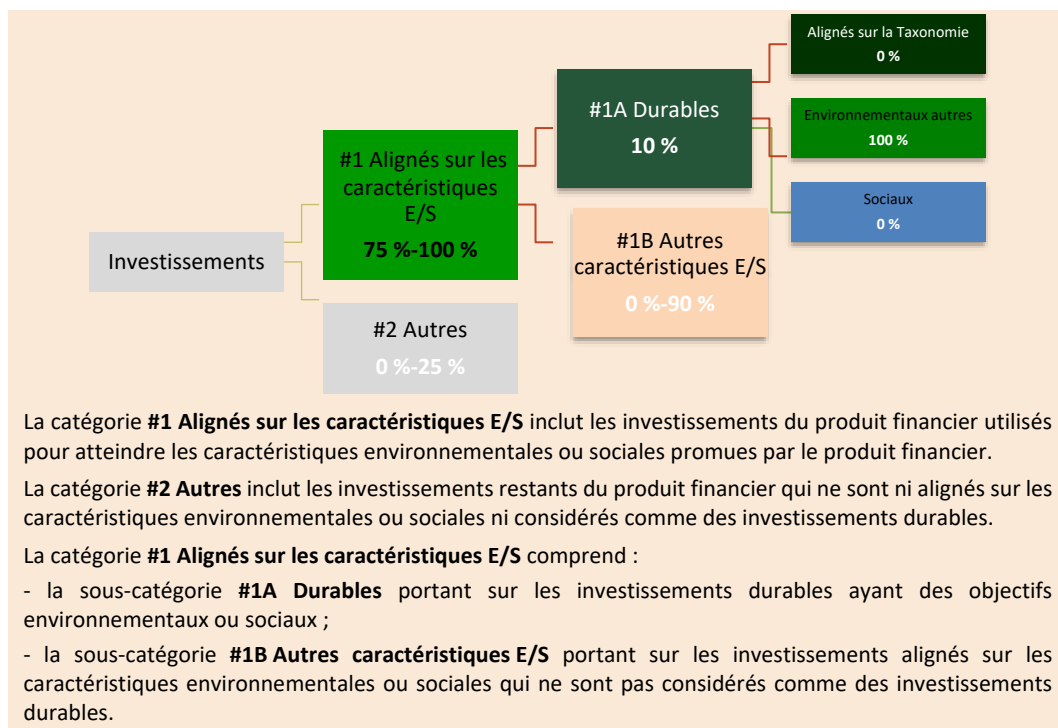 Alignés sur la Taxonomie
0 %
#1A Durables
10 %
Environnementaux autres
100 %
#1 Alignés sur les
caractéristiques
E/S
75 %-100 %
Sociaux
0 %
Investissements
#1B Autres
caractéristiques E/S
0 %-90 %
#2 Autres
0 %-25 %
La catégorie #1 Alignés sur les caractéristiques E/S inclut les investissements du produit financier utilisés
pour atteindre les caractéristiques environnementales ou sociales promues par le produit financier.
La catégorie #2 Autres inclut les investissements restants du produit financier qui ne sont ni alignés sur les
caractéristiques environnementales ou sociales ni considérés comme des investissements durables.
La catégorie #1 Alignés sur les caractéristiques E/S comprend :
- la sous-catégorie #1A Durables portant sur les investissements durables ayant des objectifs
environnementaux ou sociaux ;
- la sous-catégorie #1B Autres caractéristiques E/S portant sur les investissements alignés sur les
caractéristiques environnementales ou sociales qui ne sont pas considérés comme des investissements
durables.